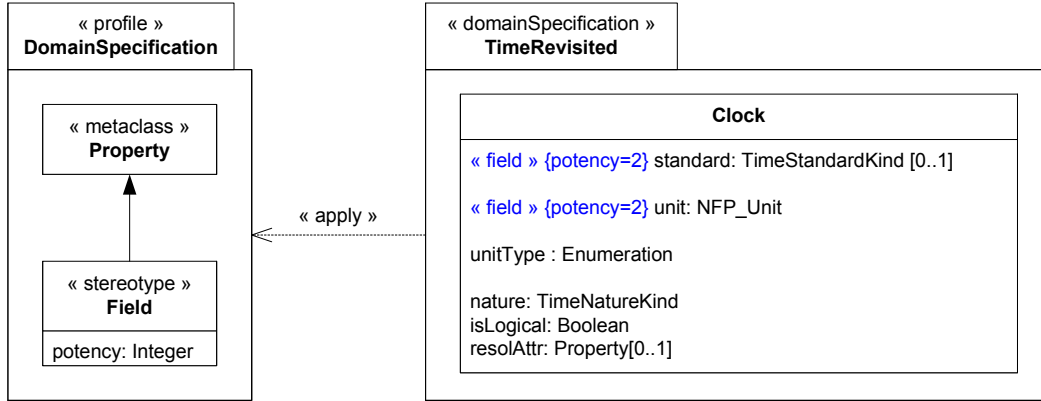 « profile »
DomainSpecification
« metaclass »
Property
« stereotype »
Field
potency: Integer
« apply »
« domainSpecification »
TimeRevisited
Clock
« field » {potency=2} standard: TimeStandardKind [0..1]
« field » {potency=2} unit: NFP_Unit
unitType : Enumeration
nature: TimeNatureKind
isLogical: Boolean
resolAttr: Property[0..1]